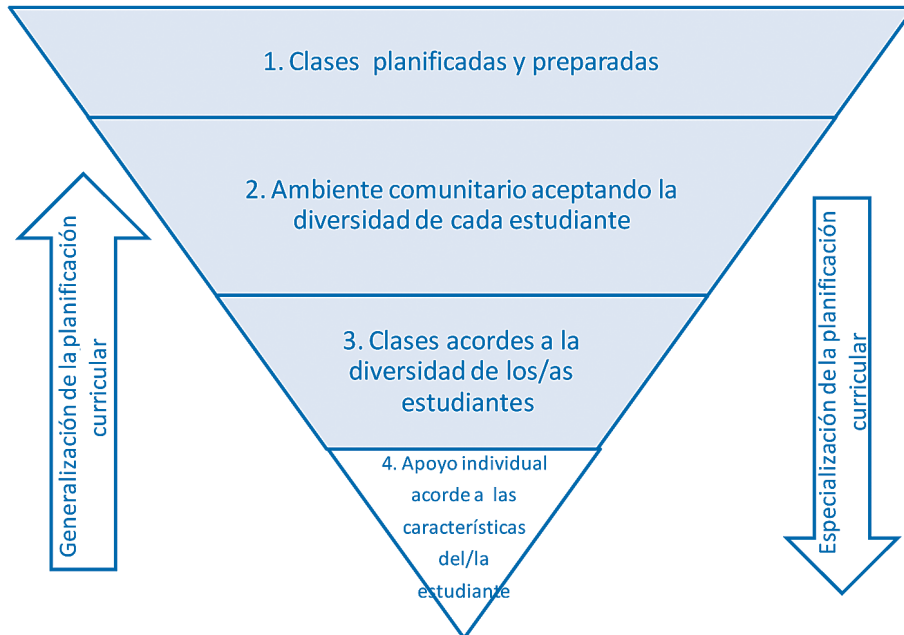 1. Clases planificadas y preparadas
2. Ambiente comunitario aceptando la
diversidad de cada estudiante
3. Clases acordes a la
diversidad de los/as
estudiantes
4. Apoyo individual
acorde a las
características
del/la
estudiante
Generalización de la planificación
curricular
Especialización de la planificación
curricular